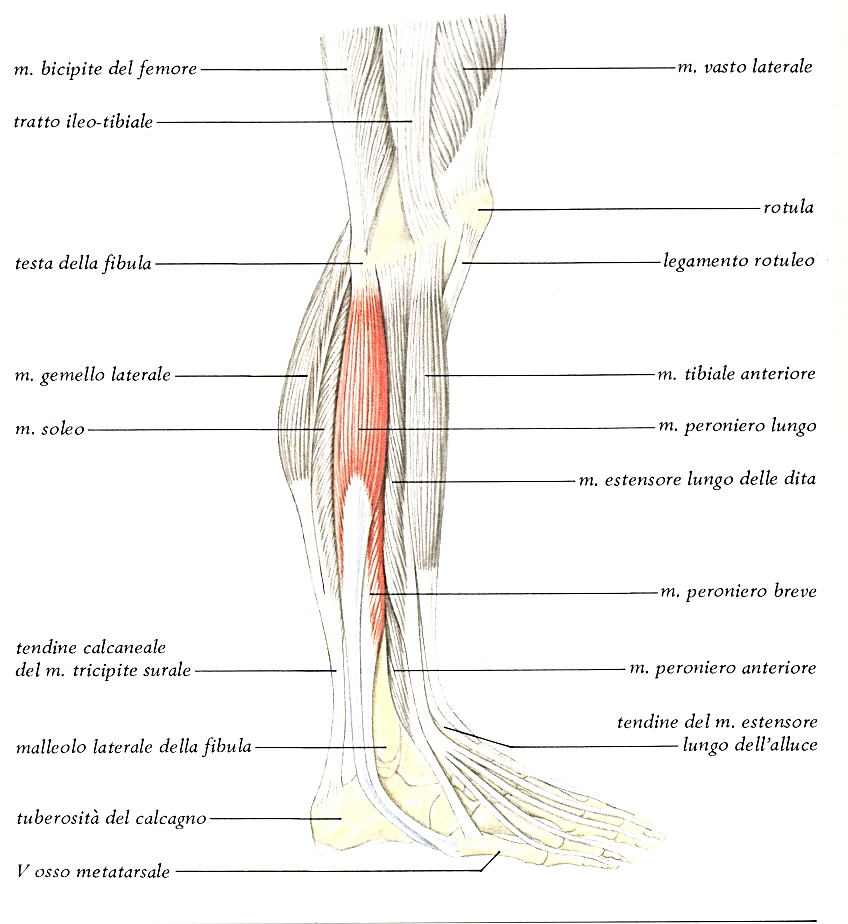 m. bicipite del femore
m. vasto laterale
tratto ileo-tibiale
rotula
testa della fibula
legamento rotuleo
m. gemello laterale
m. tibiale anteriore
m. soleo
m. peroniero lungo
m. estensore lungo delle dita
m. peroniero breve
tendine calcaneale
del m. tricipite surale
m. peroniero anteriore
tendine del m. estensore
lungo dell'alluce
malleolo laterale della fibula
tuberosità del calcagno
V osso metatarsale